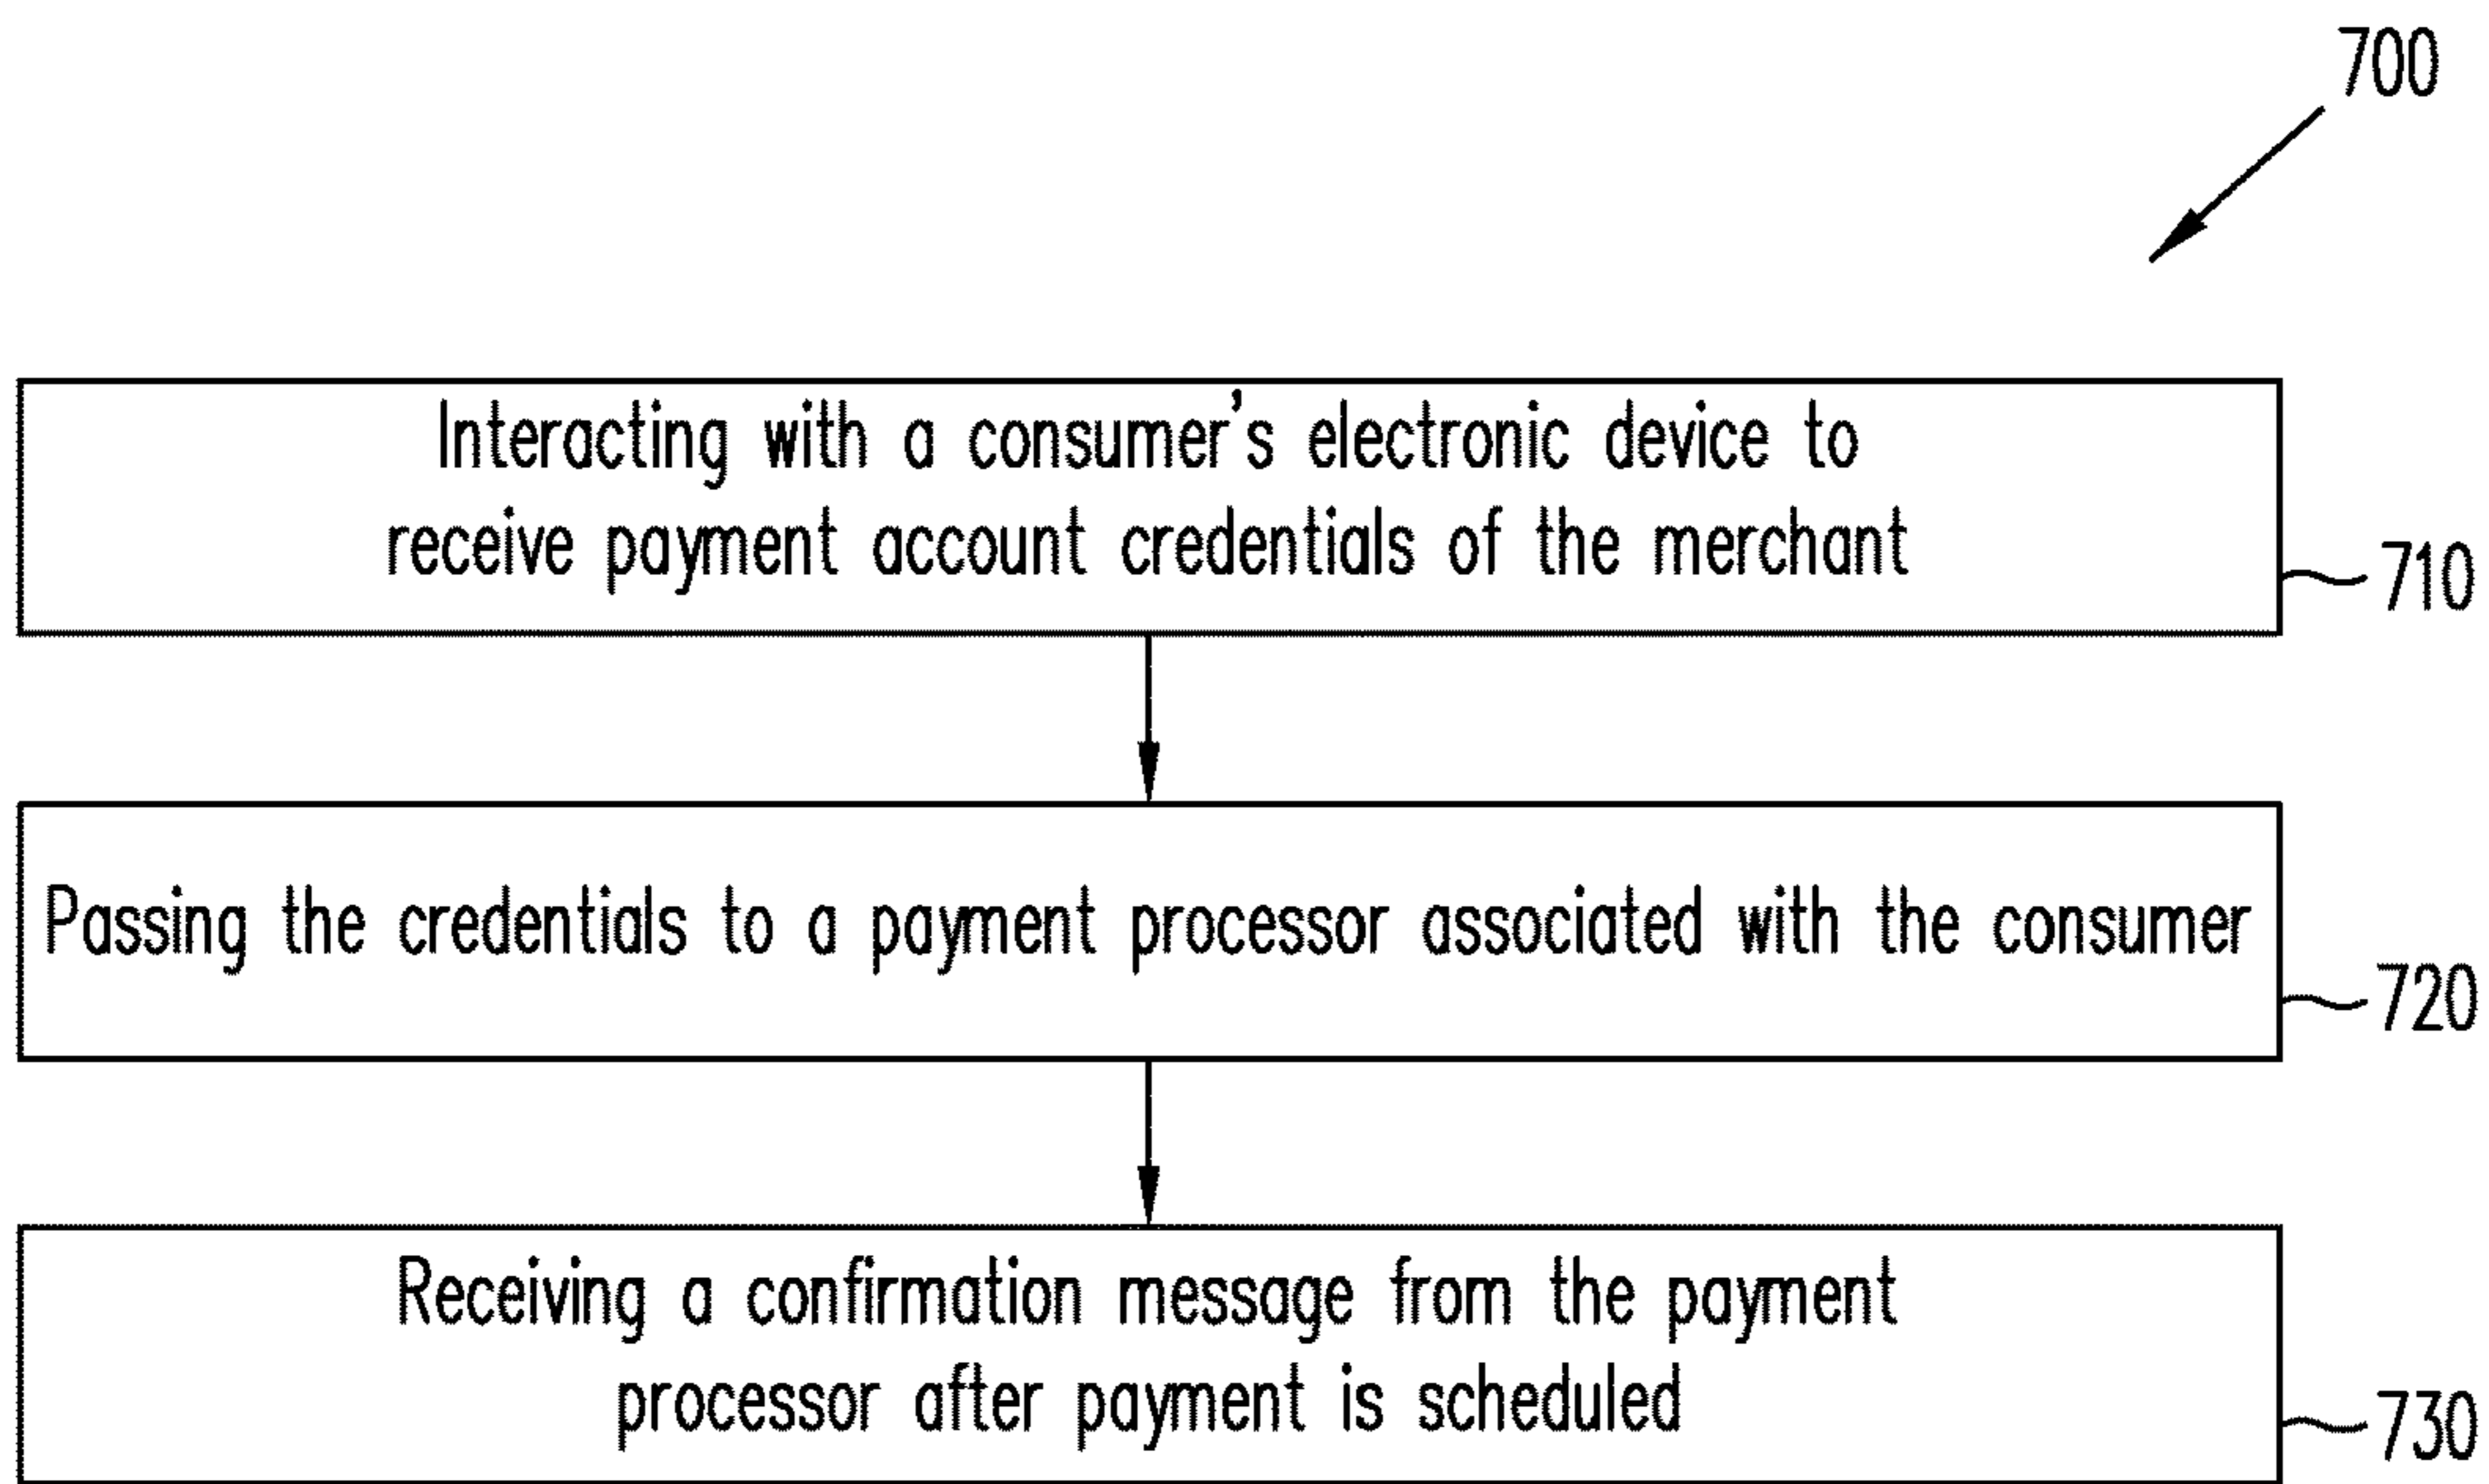 700
Interacting with a consumer's electronic device to
receive payment account credentials of the merchant
710
Passing the credentials to a payment processor associated with the consumer
720
Receiving a confirmation message from the payment
processor after payment is scheduled
730